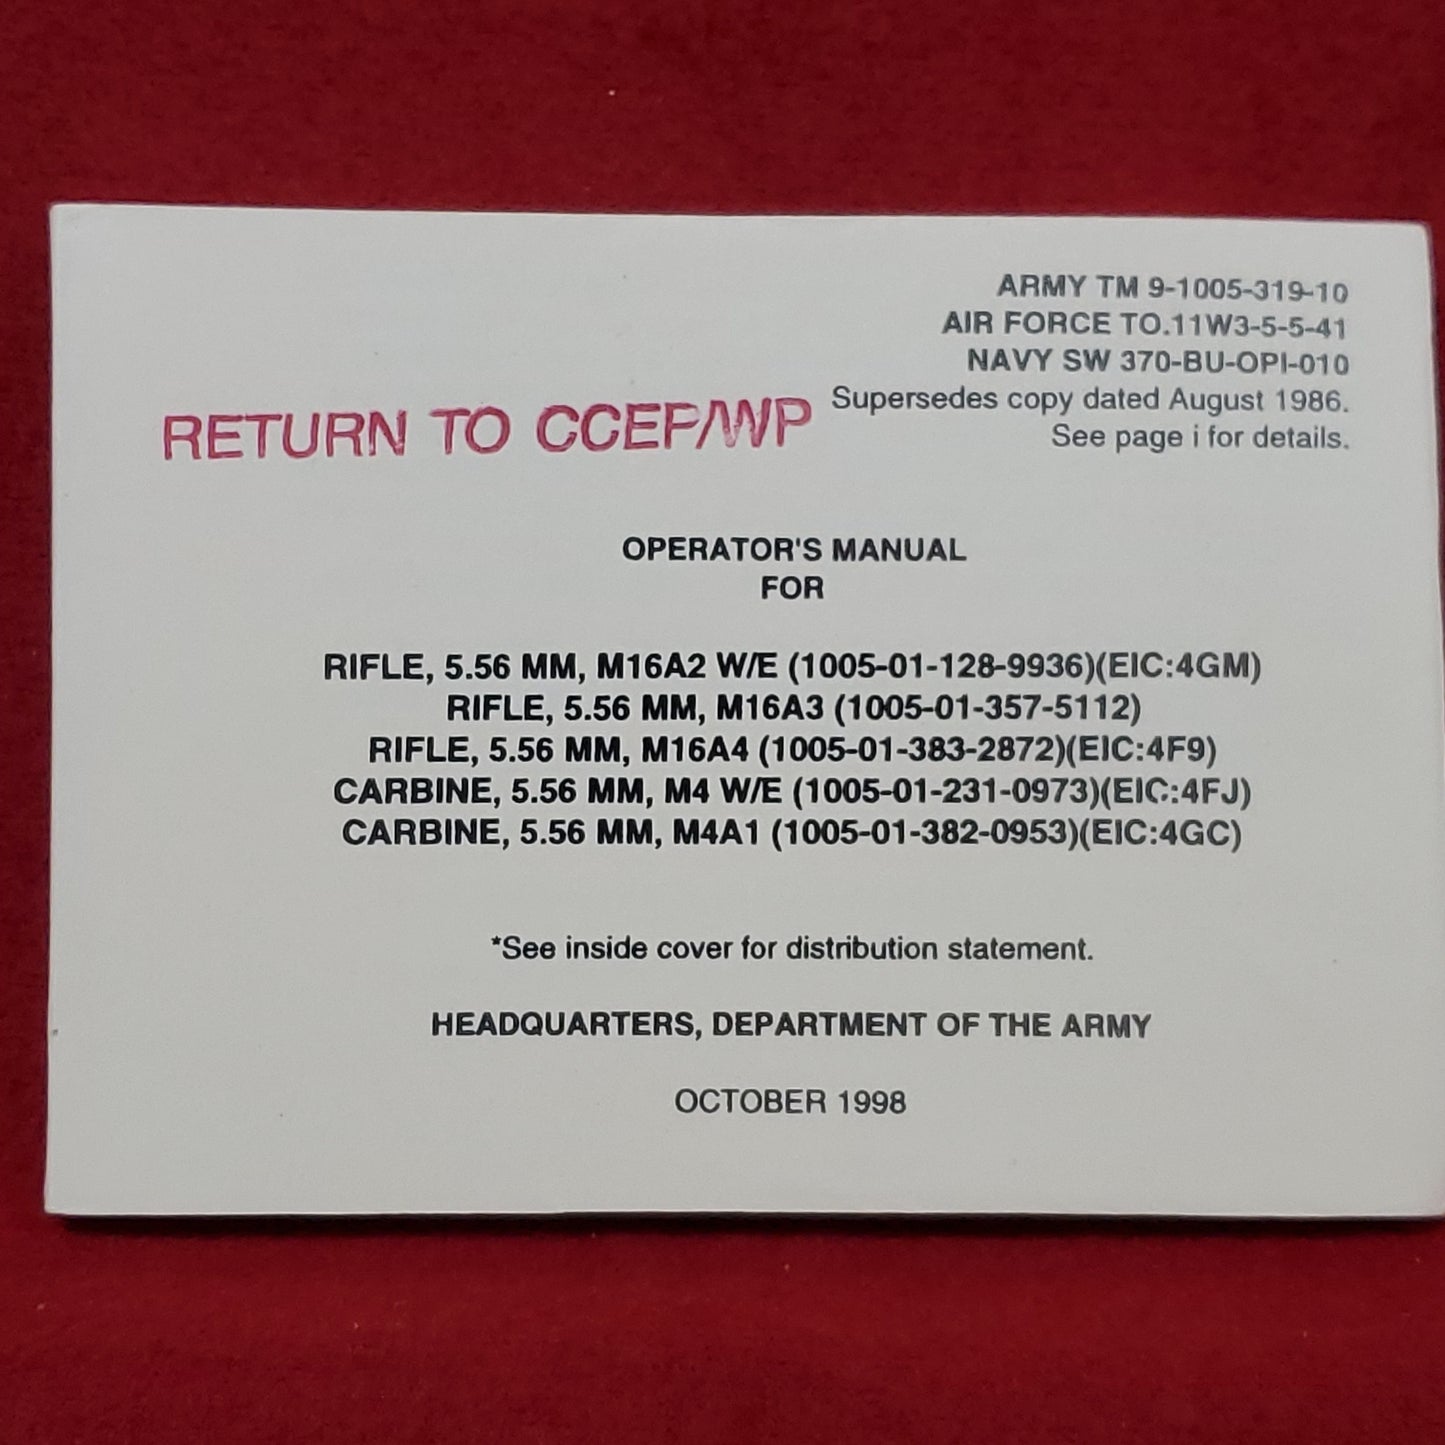 ARMY TM 9-1005-319-10
AIR FORCE TO.11W3-5-5-41
NAVY SW 370-BU-OPI-010
Supersedes copy dated August 1986.
See page i for details.
RETURN TO CCEF/WP
OPERATOR'S MANUAL
FOR
RIFLE, 5.56 MM, M16A2 W/E (1005-01-128-9936)(EIC:4GM)
RIFLE, 5.56 MM, M16A3 (1005-01-357-5112)
RIFLE, 5.56 MM, M16A4 (1005-01-383-2872)(EIC:4F9)
CARBINE, 5.56 MM, M4 W/E (1005-01-231-0973)(EIC:4FJ)
CARBINE, 5.56 MM, M4A1 (1005-01-382-0953)(EIC:4GC)
*See inside cover for distribution statement.
HEADQUARTERS, DEPARTMENT OF THE ARMY
OCTOBER 1998